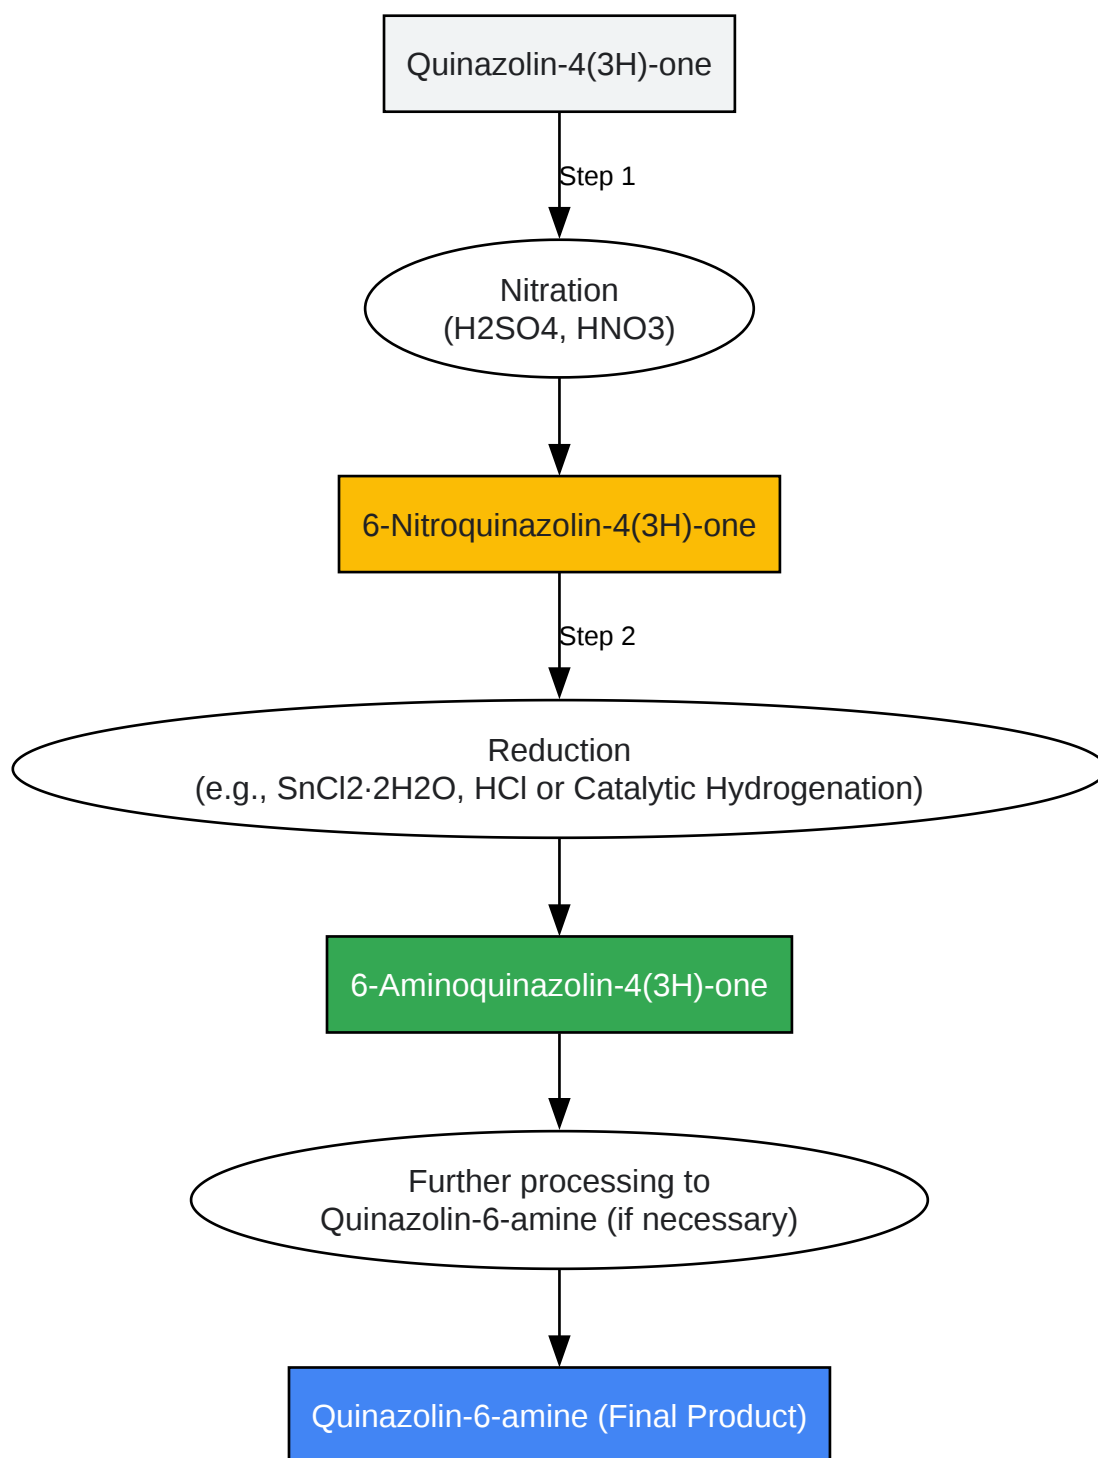 Quinazolin-4(3H)-one
Step 1
Nitration
(H2SO4, HNO3)
6-Nitroquinazolin-4(3H)-one
Step 2
Reduction
(e.g., SnCl2·2H2O, HCl or Catalytic Hydrogenation)
6-Aminoquinazolin-4(3H)-one
Further processing to
Quinazolin-6-amine (if necessary)
Quinazolin-6-amine (Final Product)